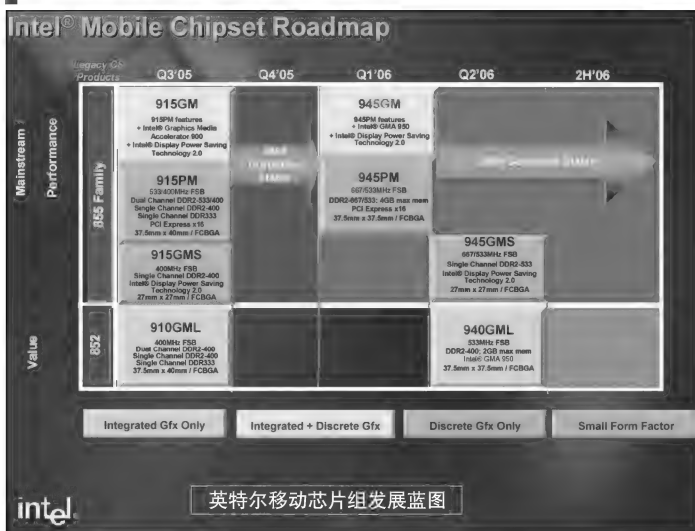 Intel® Mobile Chipset Roadmap
Legacy
Products
Q3'05
Q4'05
Q1'06
Q2'06
2H'06
Mainstream
Performance
855 Family
915GM
915PM features
+ Intel® Graphics Media
Accelerator 900
+ Intel® Display Power Saving
Technology 2.0
915PM
533/400MHz FSB
Dual Channel DDR2-533/400
Single Channel DDR2-400
Single Channel DDR333
PCI Express x16
37.5mm x 40mm / FCBGA
915GMS
400MHz FSB
Single Channel DDR2-400
Intel® Display Power Saving
Technology 2.0
27mm x 27mm / FCBGA
945GM
945PM features
+ Intel® GMA 950
+ Intel® Display Power Saving
Technology 2.0
945PM
667/533MHz FSB
DDR2-667/533; 4GB max mem
PCI Express x16
37.5mm x 37.5mm / FCBGA
945GMS
667/533MHz FSB
Single Channel DDR2-533
Intel® Display Power Saving
Technology 2.0
27mm x 27mm / FCBGA
Value
852
910GML
400MHz FSB
Dual Channel DDR2-400
Single Channel DDR2-400
Single Channel DDR333
37.5mm x 40mm / FCBGA
940GML
533MHz FSB
DDR2-400; 2GB max mem
Intel® GMA 950
37.5mm x 37.5mm / FCBGA
Integrated Gfx Only
Integrated + Discrete Gfx
Discrete Gfx Only
Small Form Factor
intel.
英特尔移动芯片组发展蓝图